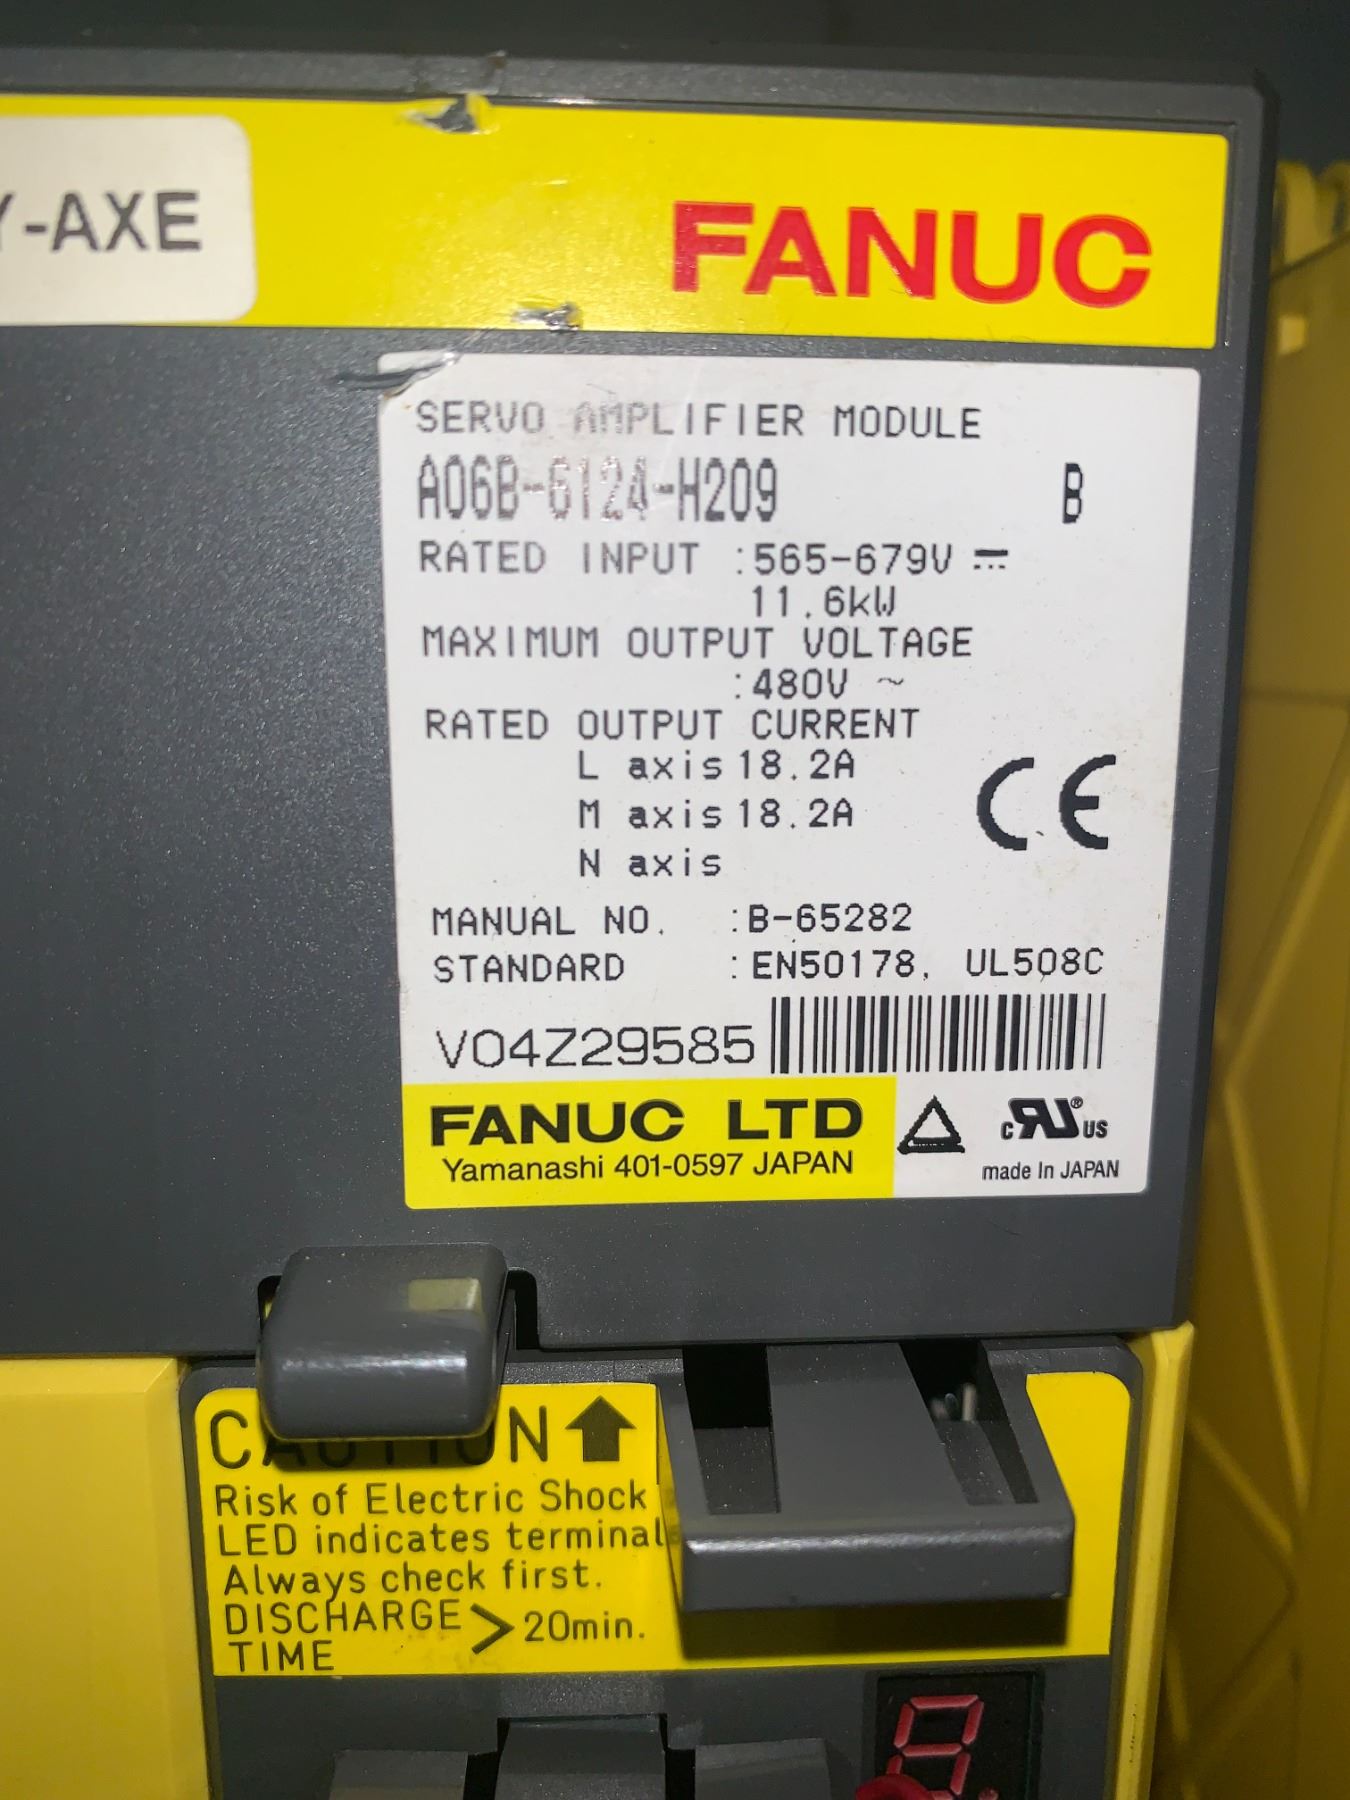 Y-AXE
FANUC
SERVO AMPLIFIER MODULE
A06B-6124-H209 B
RATED INPUT :565-679V ⎓
11.6kW
MAXIMUM OUTPUT VOLTAGE
:480V ~
RATED OUTPUT CURRENT
L axis 18.2A
M axis 18.2A
N axis
CE
MANUAL NO. :B-65282
STANDARD :EN50178, UL508C
V04Z29585
FANUC LTD
Yamanashi 401-0597 JAPAN
c RU ® US
made In JAPAN
CAUTION
Risk of Electric Shock
LED indicates terminal
Always check first.
DISCHARGE > 20min.
TIME